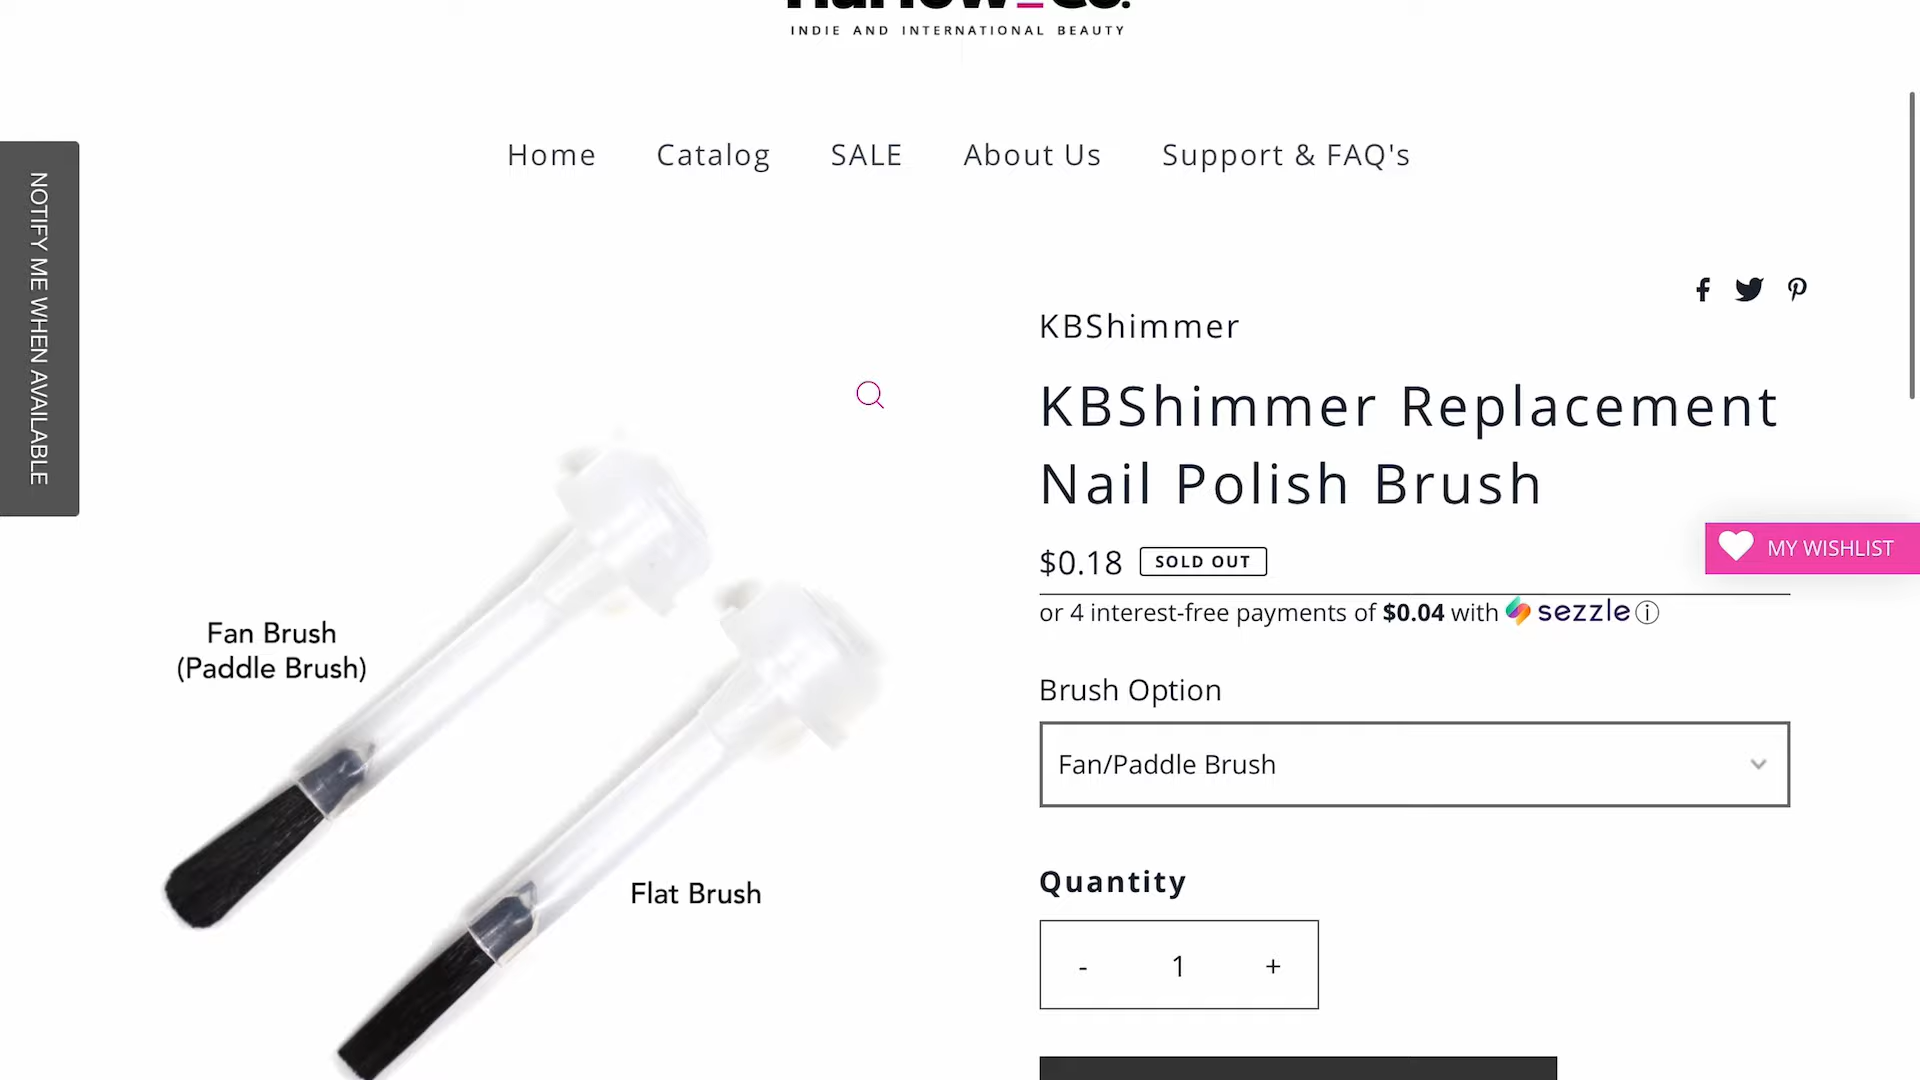 Harlow_Co.
INDIE AND INTERNATIONAL BEAUTY
Home Catalog SALE About Us Support & FAQ's
NOTIFY ME WHEN AVAILABLE
KBShimmer
KBShimmer Replacement
Nail Polish Brush
$0.18 SOLD OUT
MY WISHLIST
or 4 interest-free payments of $0.04 with sezzle
Fan Brush
(Paddle Brush)
Flat Brush
Brush Option
Fan/Paddle Brush
Quantity
- 1 +